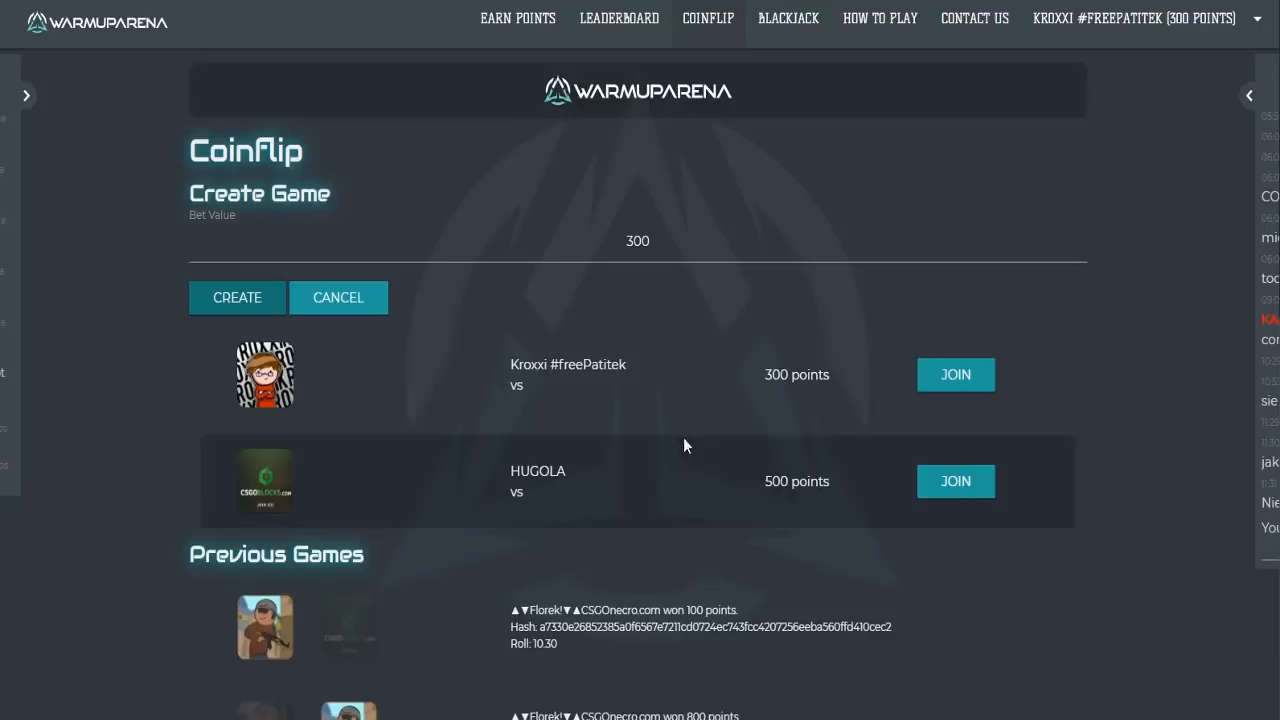 WARMUPARENA
EARN POINTS
LEADERBOARD
COINFLIP
BLACKJACK
HOW TO PLAY
CONTACT US
KROXXI #FREEPATITEK (300 POINTS)
WARMUPARENA
Coinflip
Create Game
Bet Value
300
CREATE
CANCEL
Kroxxi #freePatitek
vs
300 points
JOIN
CSGOBLOCKS.COM
HUGOLA
vs
500 points
JOIN
Previous Games
▲▼Florek!▼▲CSGOnecro.com won 100 points.
Hash: a7330e26852385a0f6567e7211cd0724ec743fcc4207256eeba560ffd410cec2
Roll: 10.30
▲▼Florek!▼▲CSGOnecro.com won 800 points